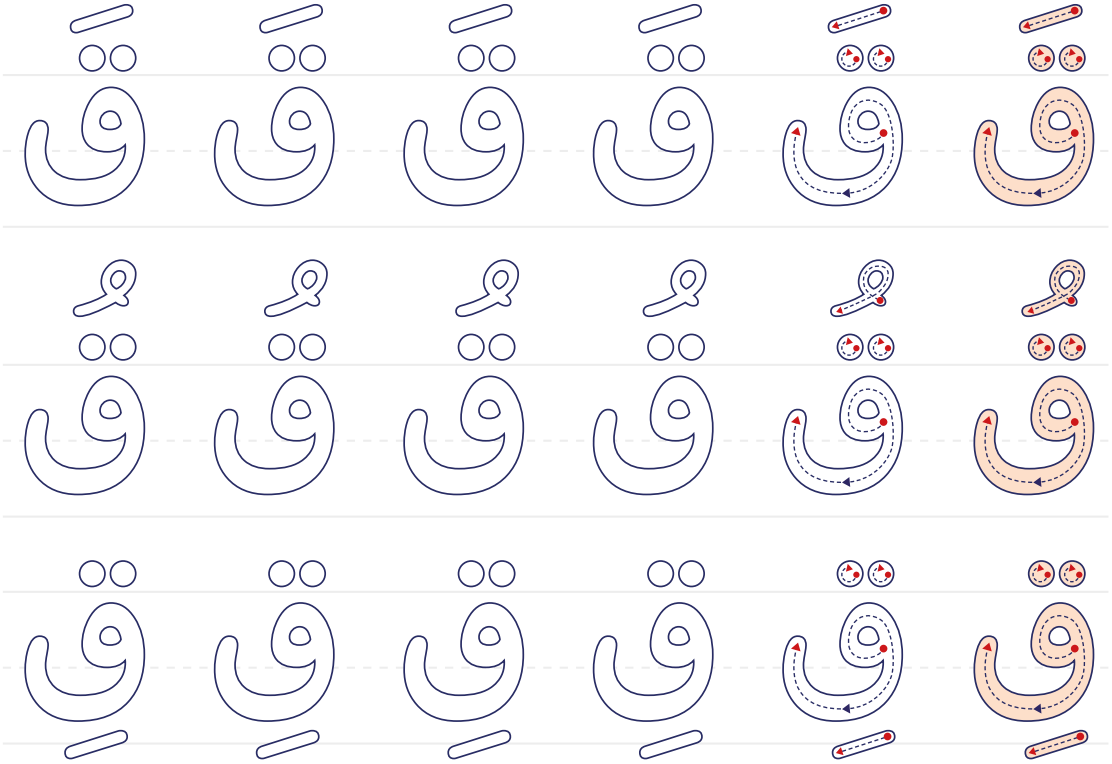 قَ قَ قَ قَ قَ قَ
قُ قُ قُ قُ قُ قُ
قِ قِ قِ قِ قِ قِ